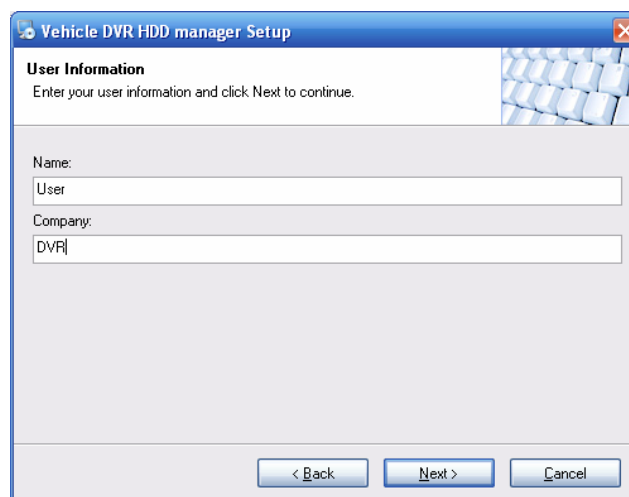 Vehicle DVR HDD manager Setup
User Information
Enter your user information and click Next to continue.
Name:
User
Company:
DVR
< Back
Next >
Cancel